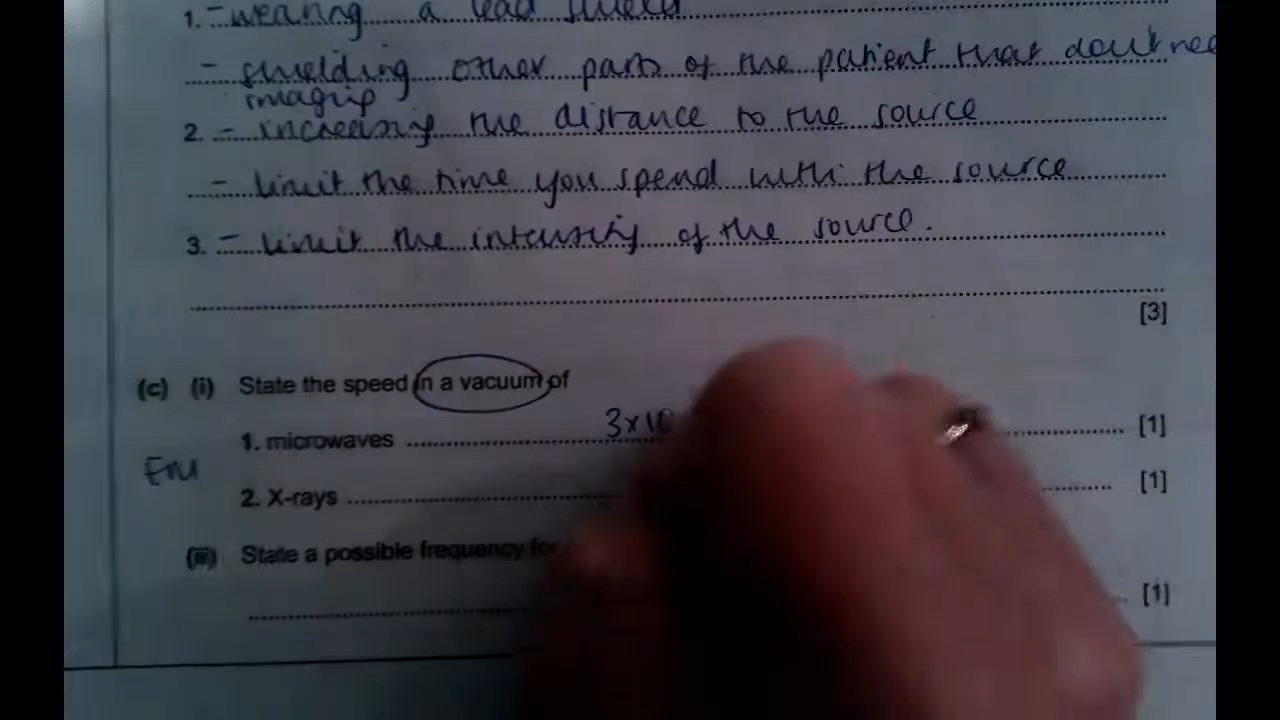 1. - wearing a lead shield
- shielding other parts of the patient that don't nee
imaging
2. - increasing the distance to the source
- limit the time you spend with the source
3. - limit the intensity of the source.
[3]
(c) (i) State the speed in a vacuum of
1. microwaves 3x10 [1]
EM
2. X-rays [1]
(ii) State a possible frequency for
[1]